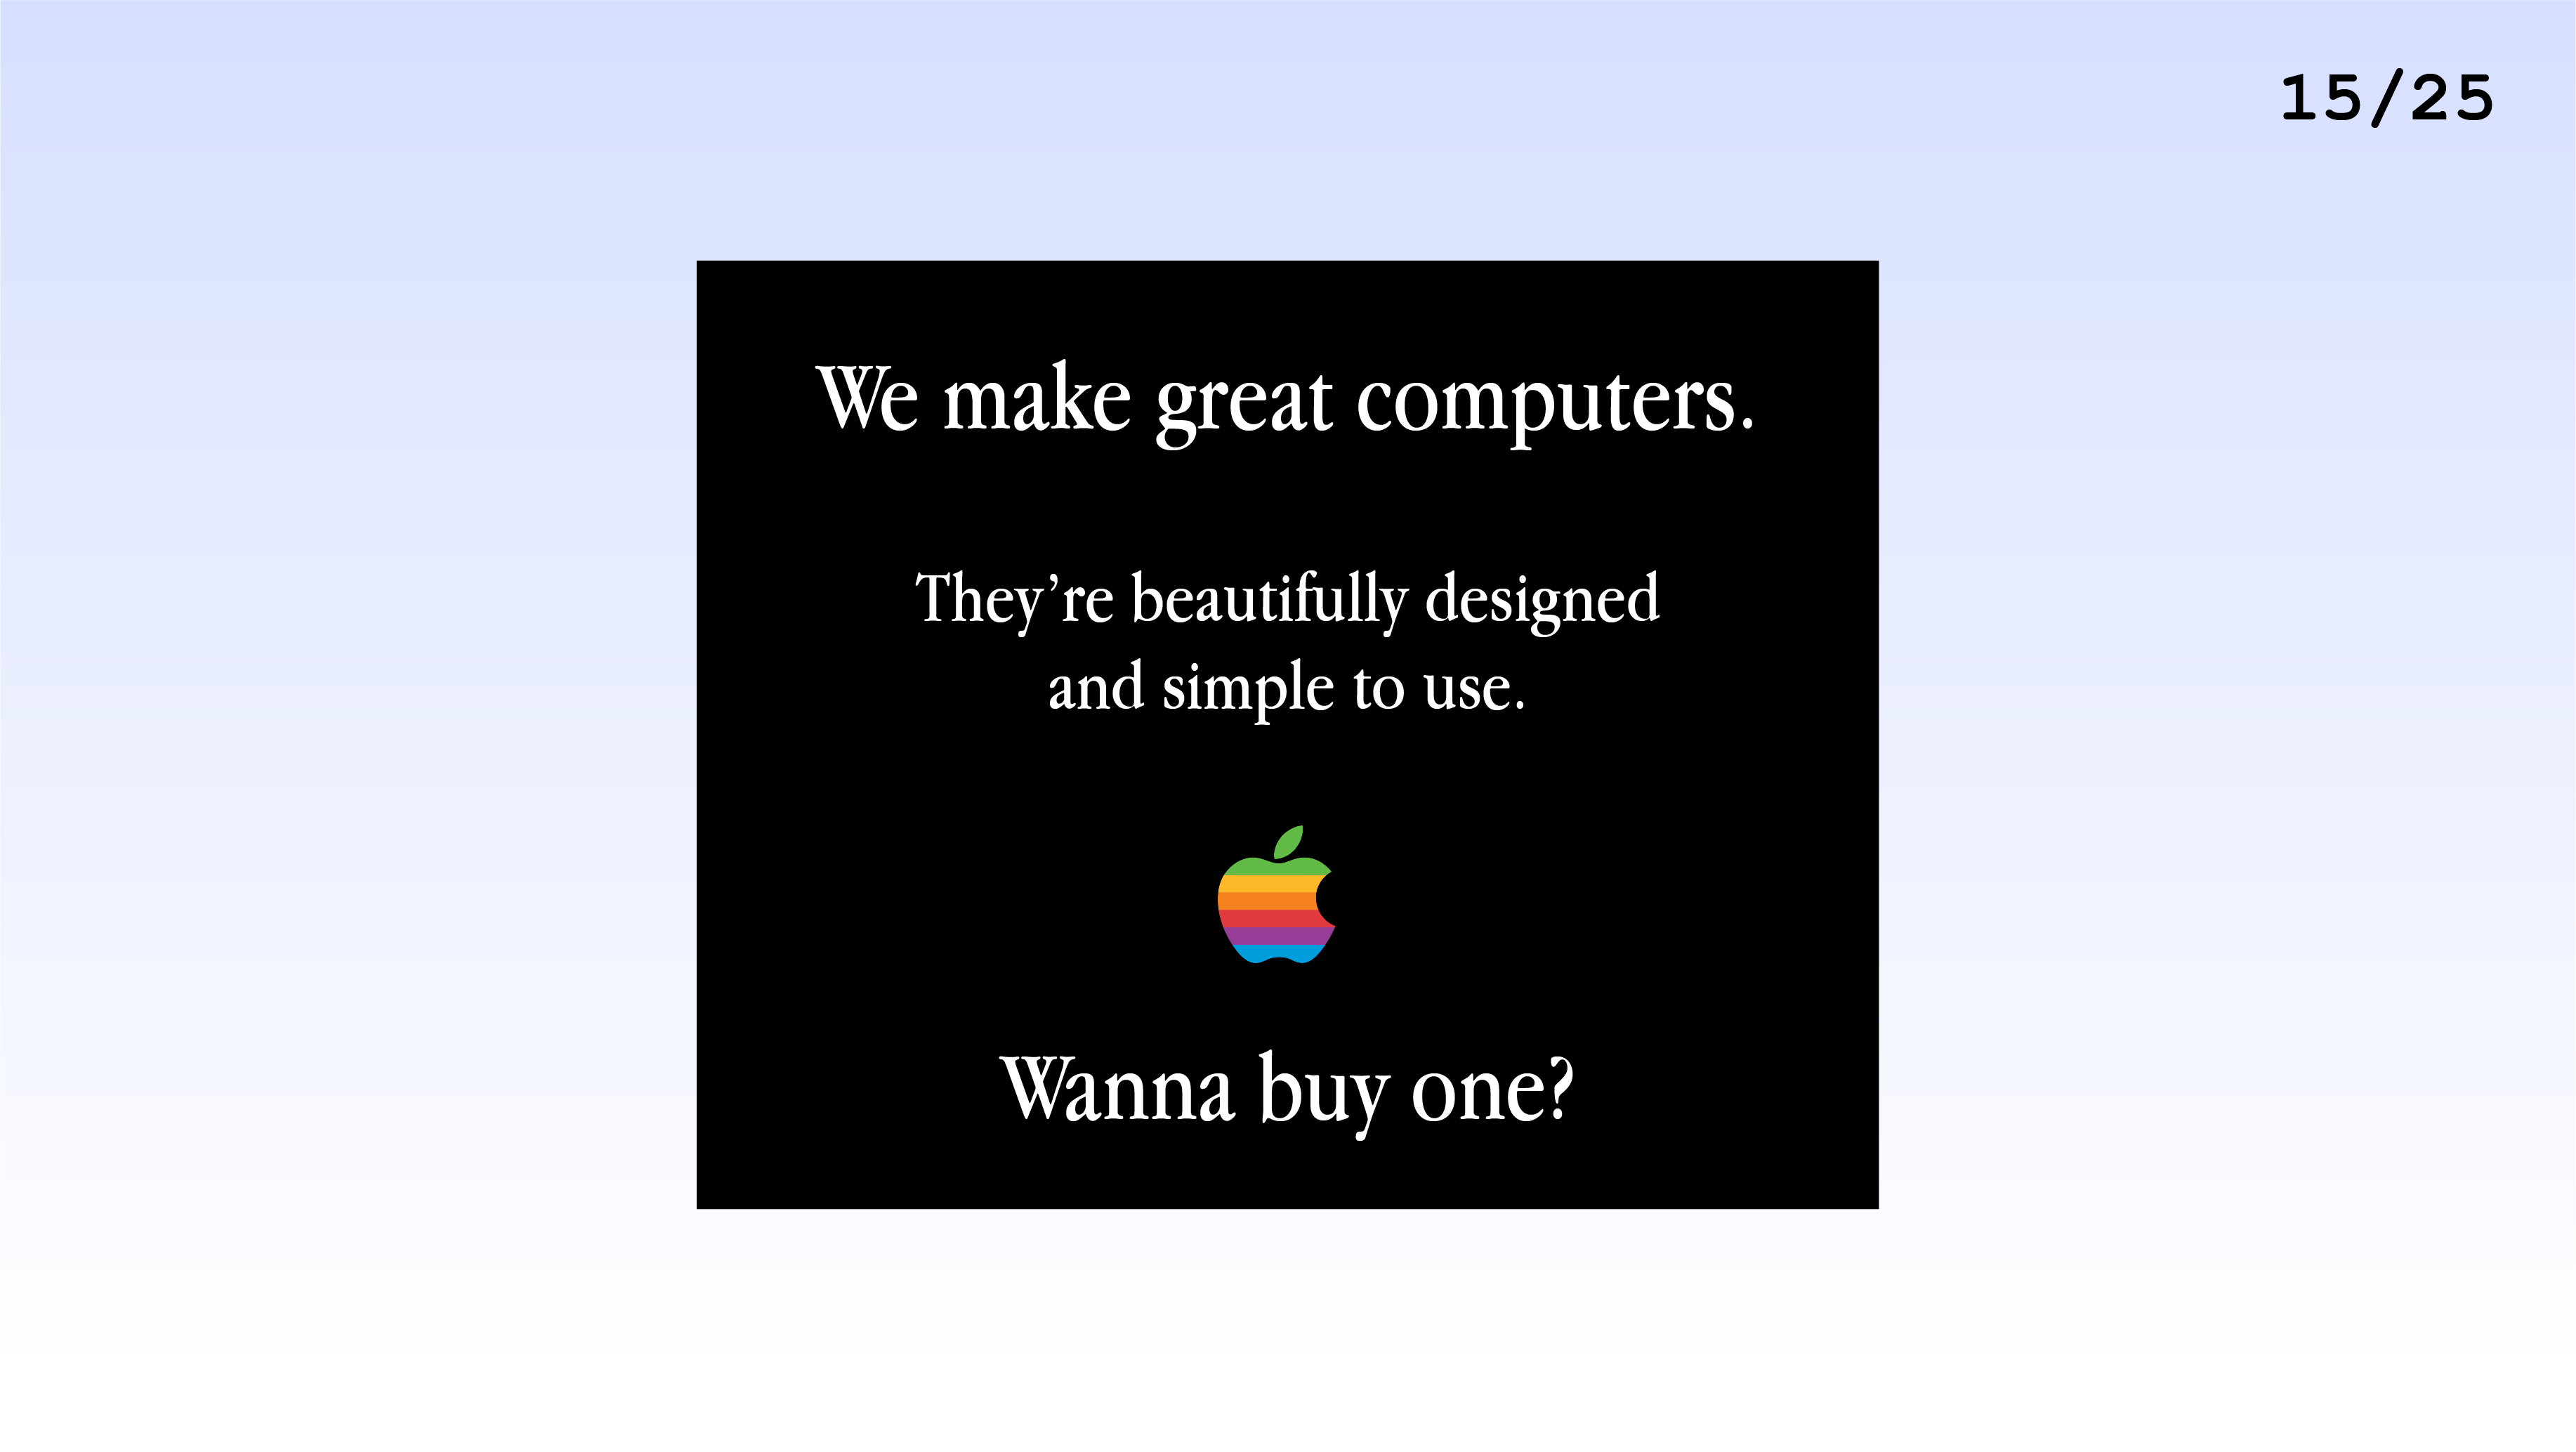 15/25
We make great computers.
They’re beautifully designed
and simple to use.
Wanna buy one?